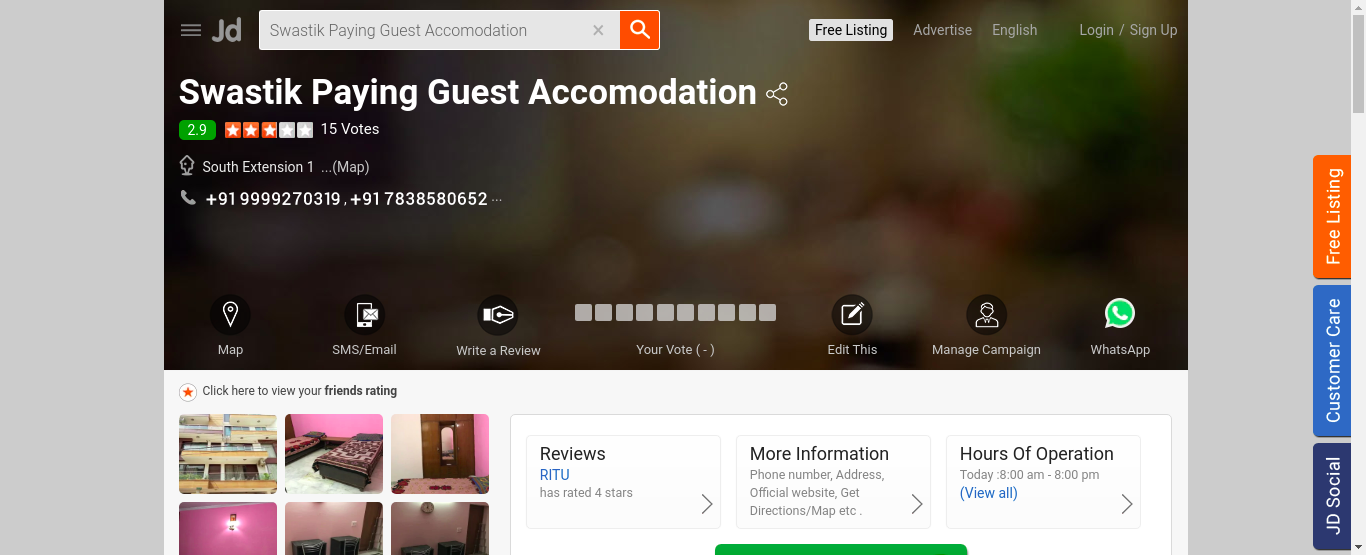 Jd Swastik Paying Guest Accomodation × Free Listing Advertise English Login / Sign Up
Swastik Paying Guest Accomodation
2.9 15 Votes
South Extension 1 ...(Map)
+91 9999270319 , +91 7838580652 ...
Map SMS/Email Write a Review Your Vote ( - ) Edit This Manage Campaign WhatsApp
Click here to view your friends rating
Reviews
RITU
has rated 4 stars
More Information
Phone number, Address,
Official website, Get
Directions/Map etc .
Hours Of Operation
Today :8:00 am - 8:00 pm
(View all)
Free Listing
Customer Care
JD Social